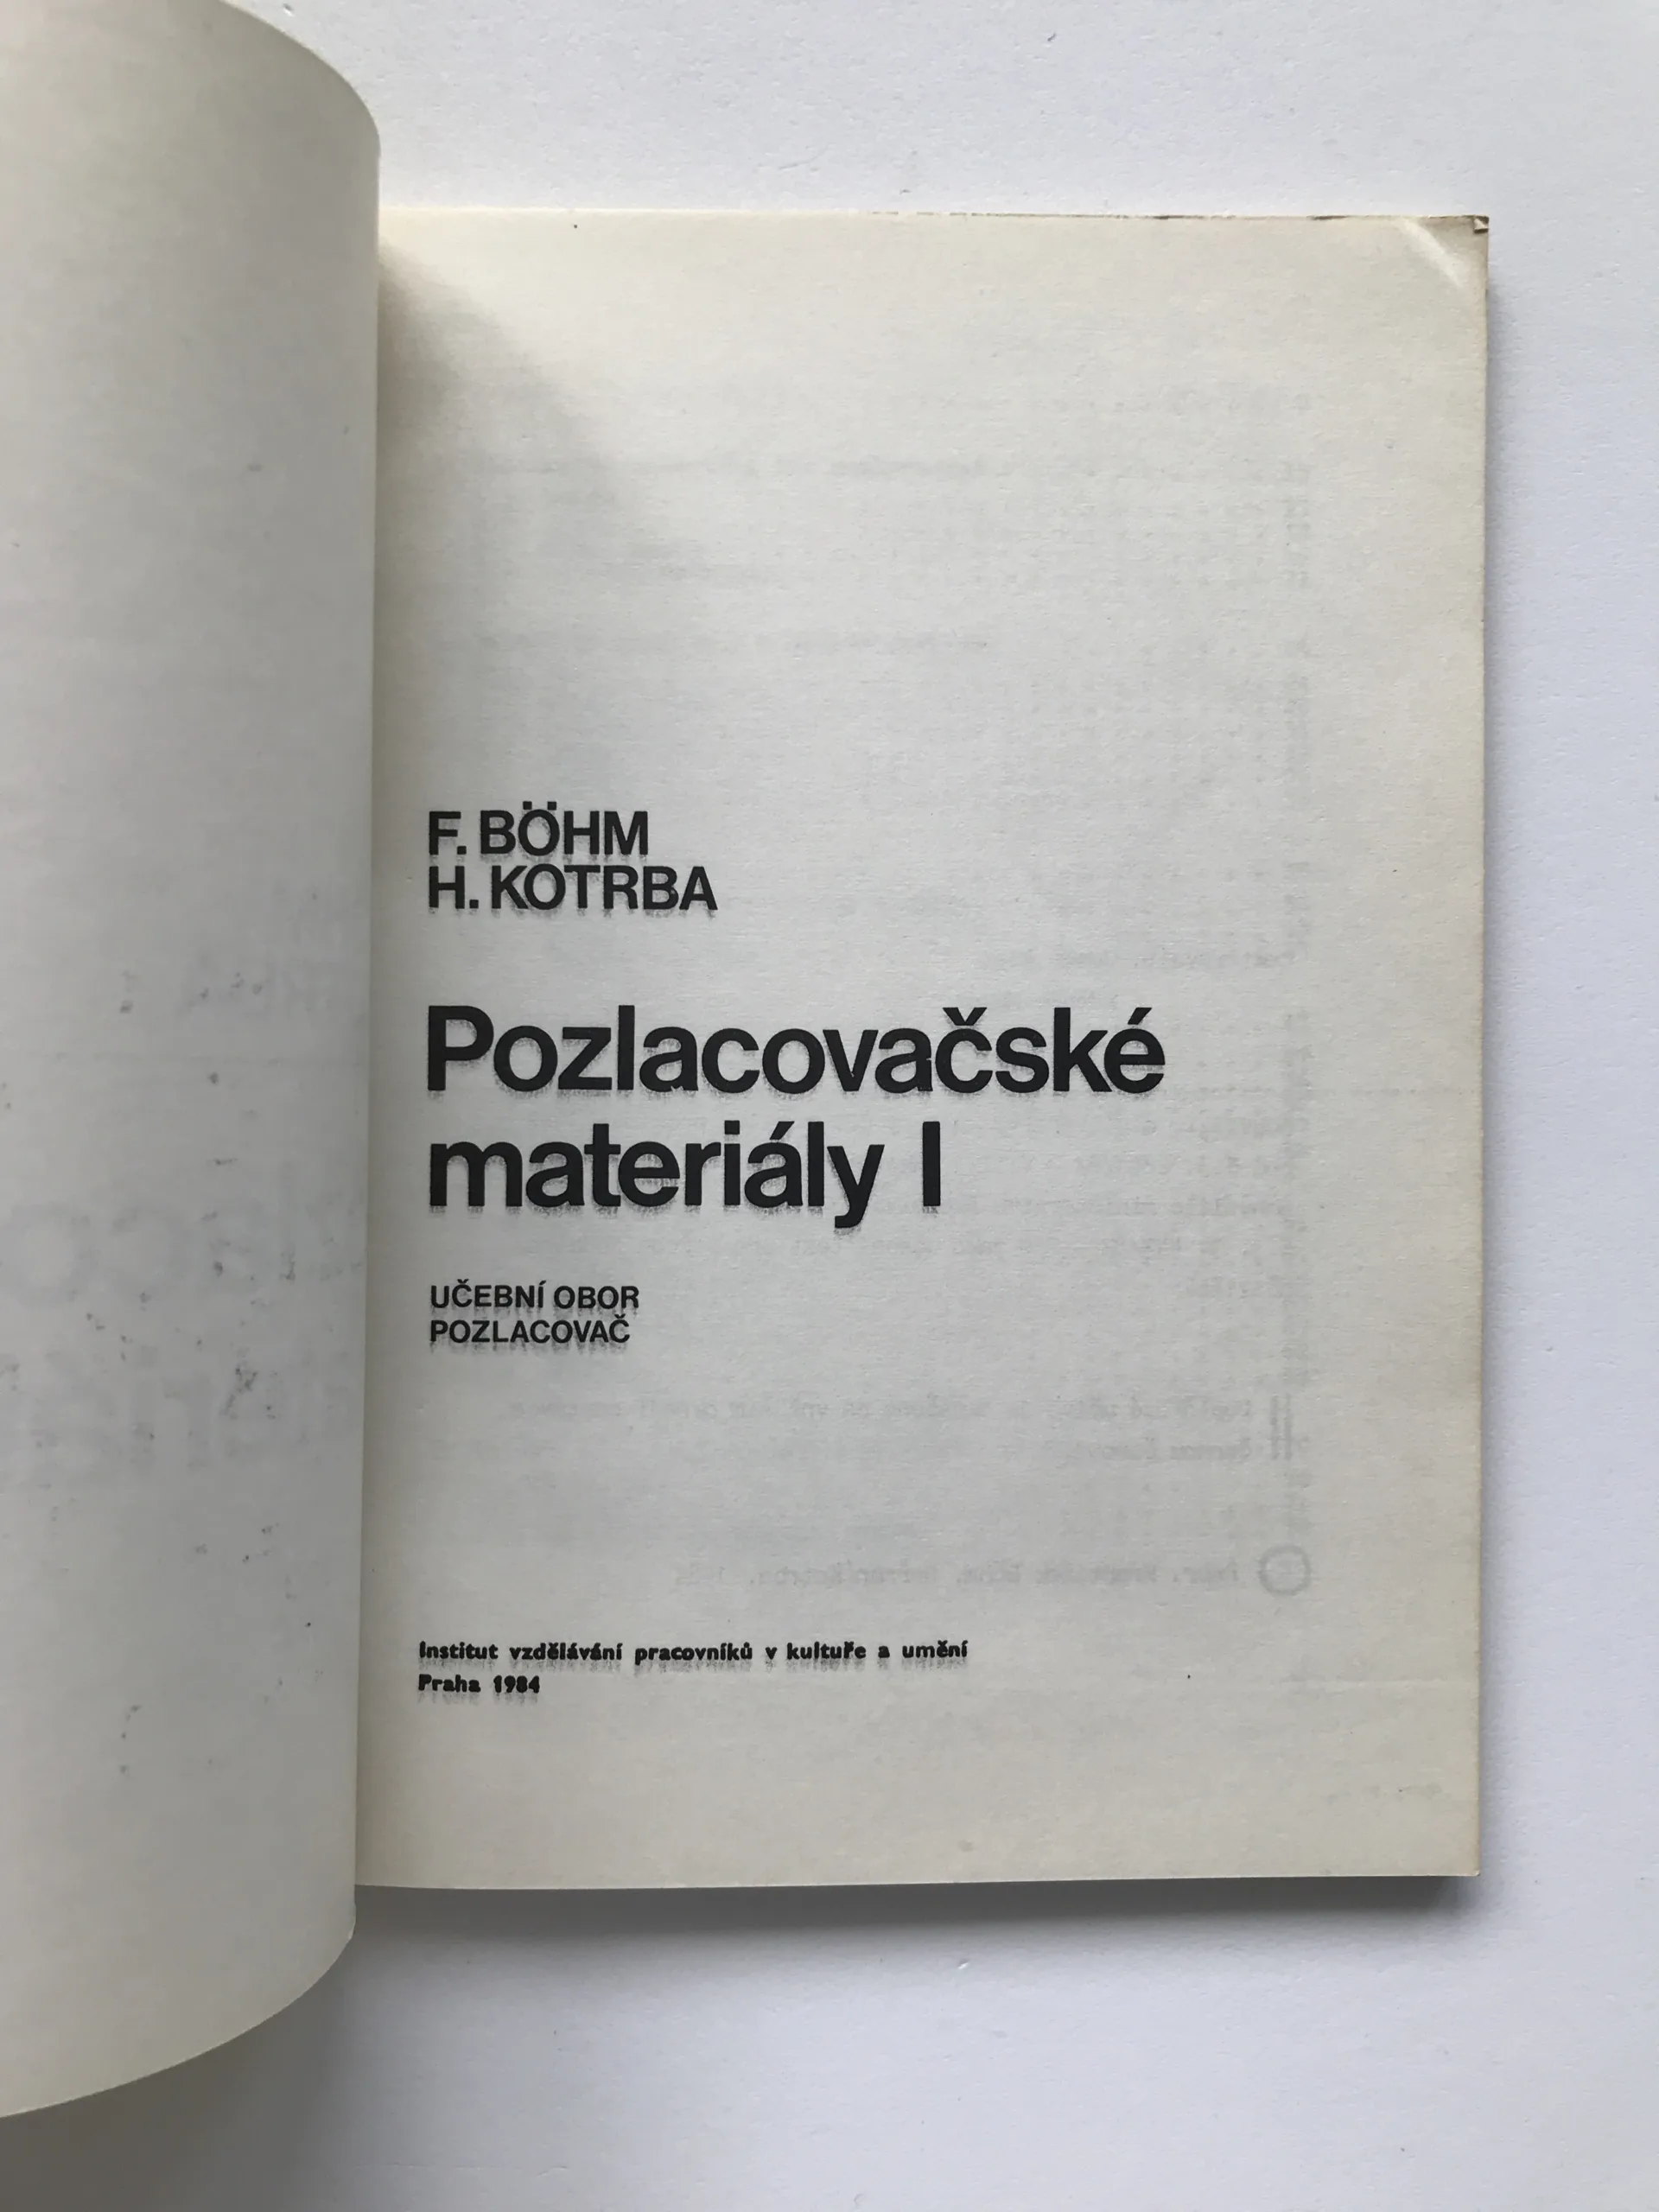 F. BÖHM
H. KOTRBA
Pozlacovačské
materiály I
UČEBNÍ OBOR
POZLACOVAČ
Institut vzdělávání pracovníků v kultuře a umění
Praha 1984